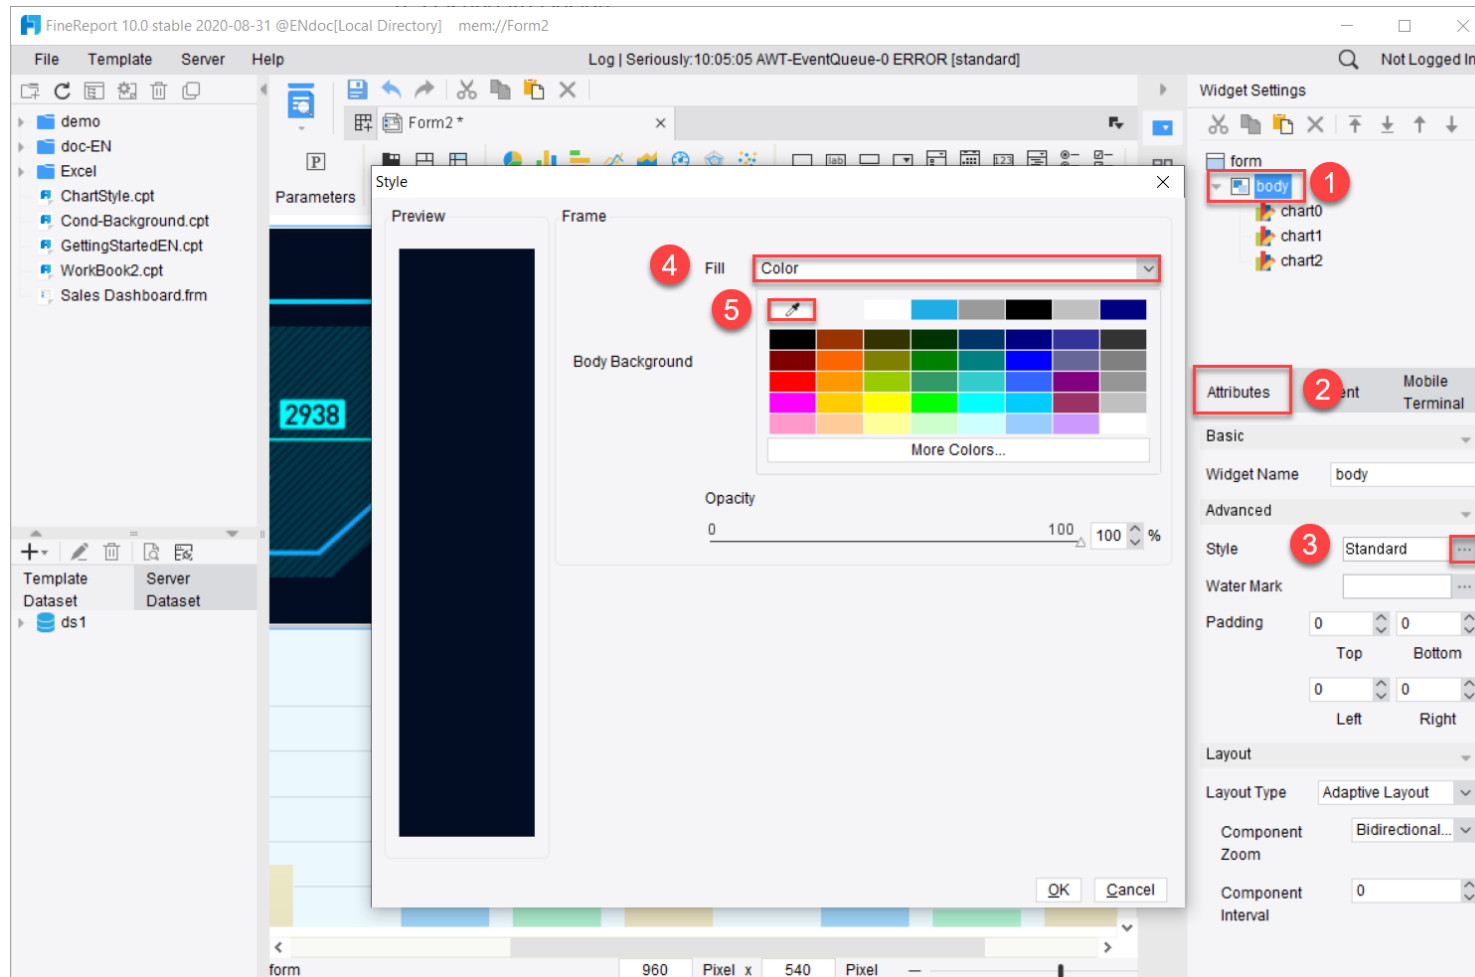 FineReport 10.0 stable 2020-08-31 @ENdoc[Local Directory] mem://Form2
File Template Server Help
Log | Seriously:10:05:05 AWT-EventQueue-0 ERROR [standard]
Not Logged In
Widget Settings
demo
doc-EN
Excel
ChartStyle.cpt
Cond-Background.cpt
GettingStartedEN.cpt
WorkBook2.cpt
Sales Dashboard.frm
Form2 *
P
lab
123
Parameters
form
body
1
chart0
chart1
chart2
Style
Preview
Frame
4
Fill
Color
5
Body Background
More Colors...
Opacity
0
100
100
%
OK
Cancel
2938
Template Dataset
Server Dataset
ds1
Attributes
2
ent
Mobile Terminal
Basic
Widget Name
body
Advanced
Style
3
Standard
Water Mark
Padding
0
0
Top
Bottom
0
0
Left
Right
Layout
Layout Type
Adaptive Layout
Component Zoom
Bidirectional...
Component Interval
0
form
960
Pixel x
540
Pixel